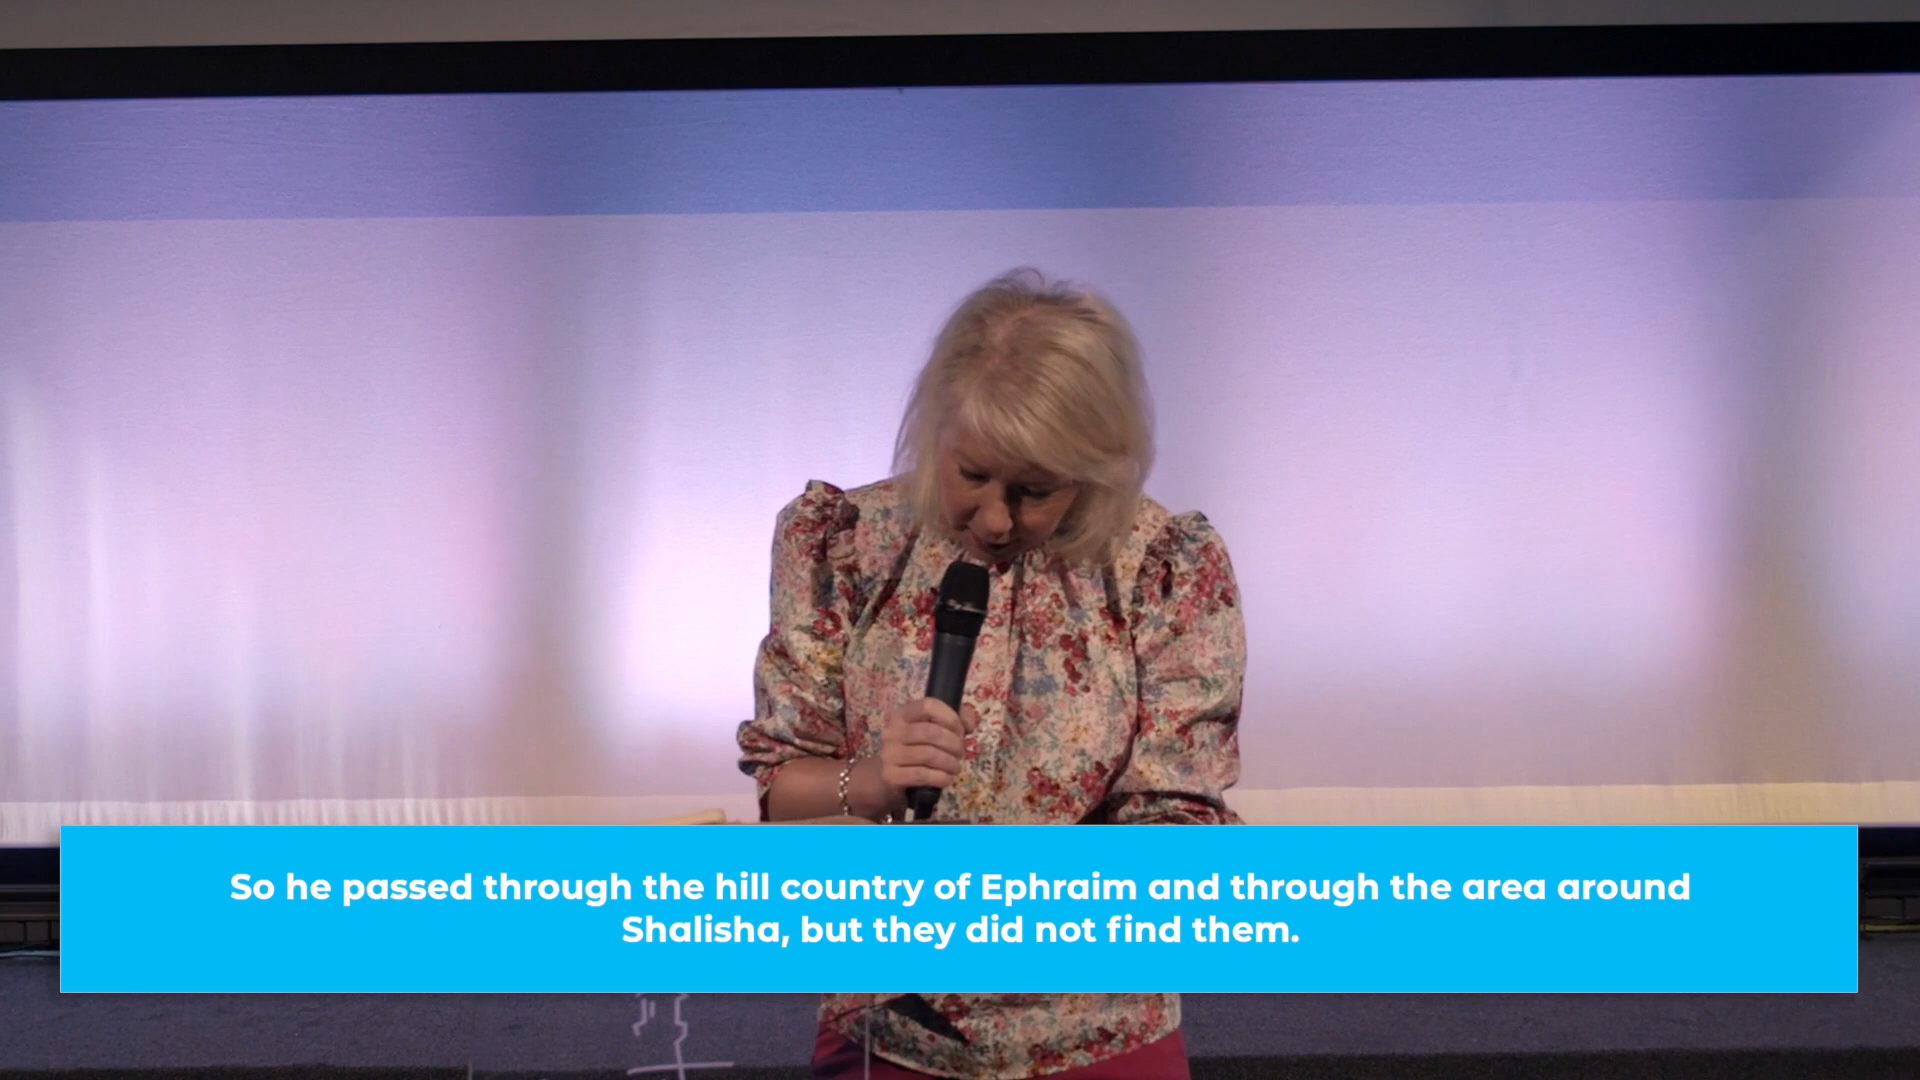 So he passed through the hill country of Ephraim and through the area around
Shalisha, but they did not find them.